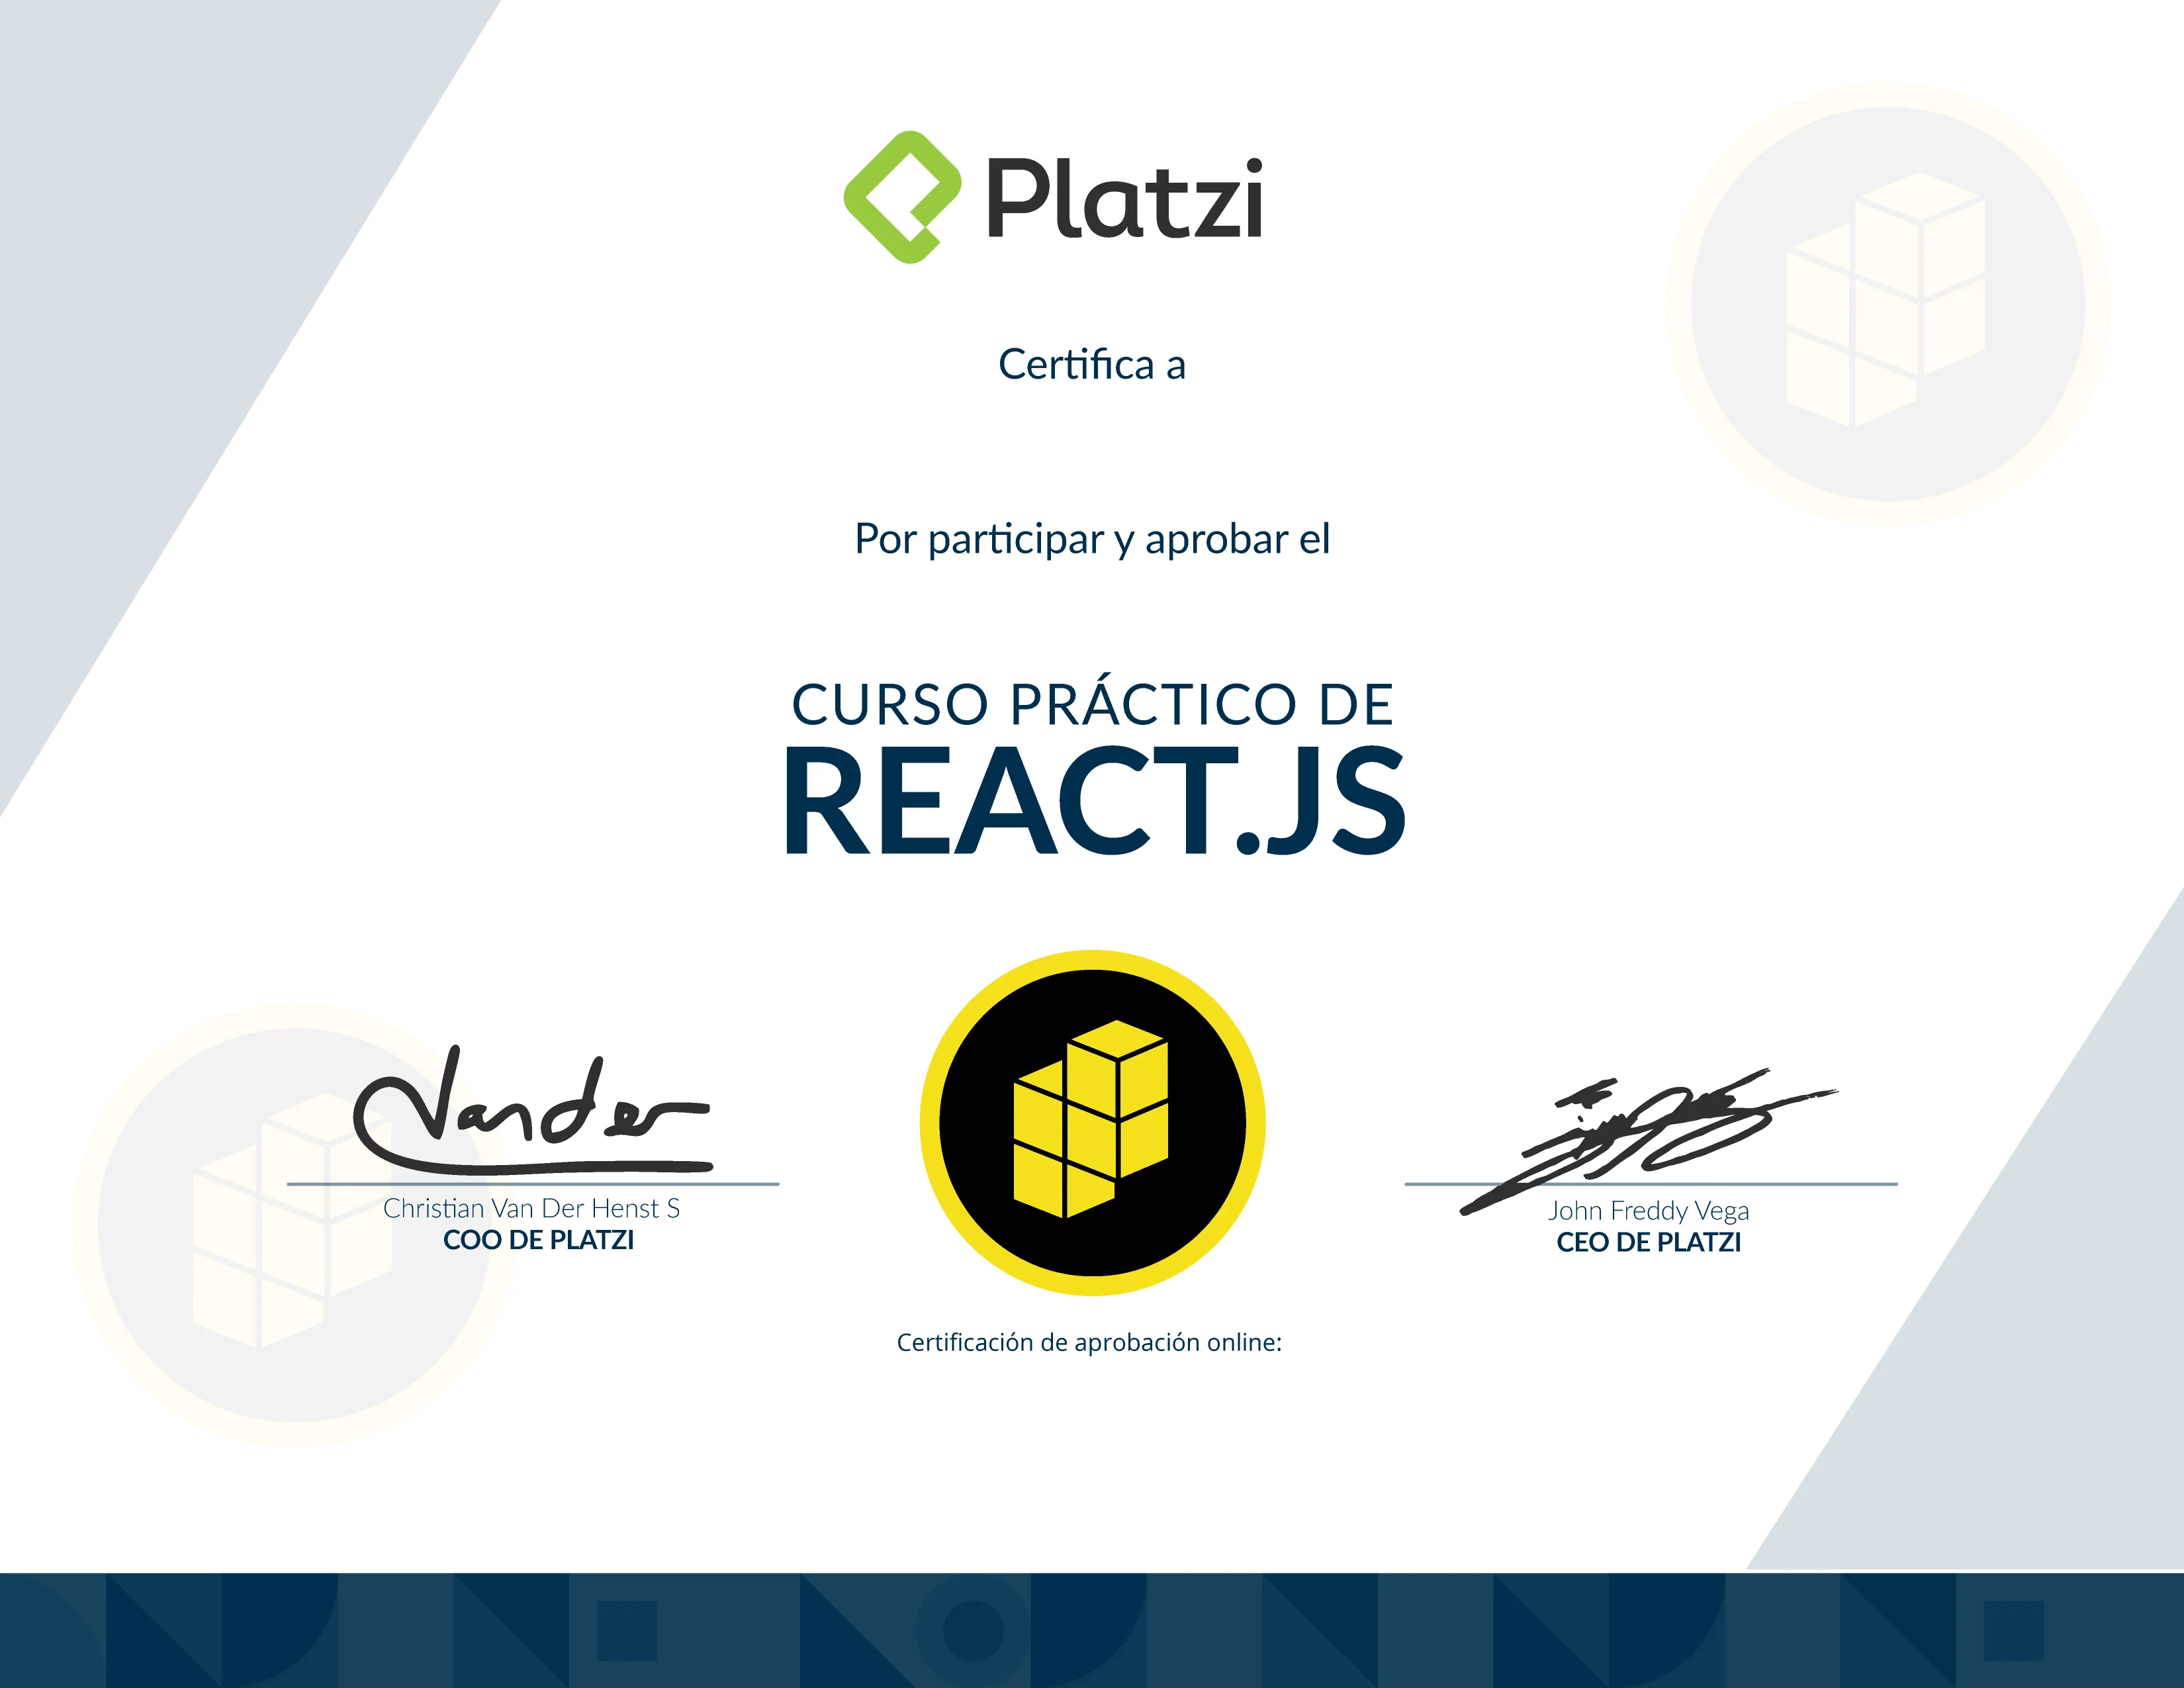 Platzi
Certifica a
Por participar y aprobar el
CURSO PRÁCTICO DE
REACT.JS
Vander
Christian Van Der Henst S
COO DE PLATZI
John Freddy Vega
CEO DE PLATZI
Certificación de aprobación online: